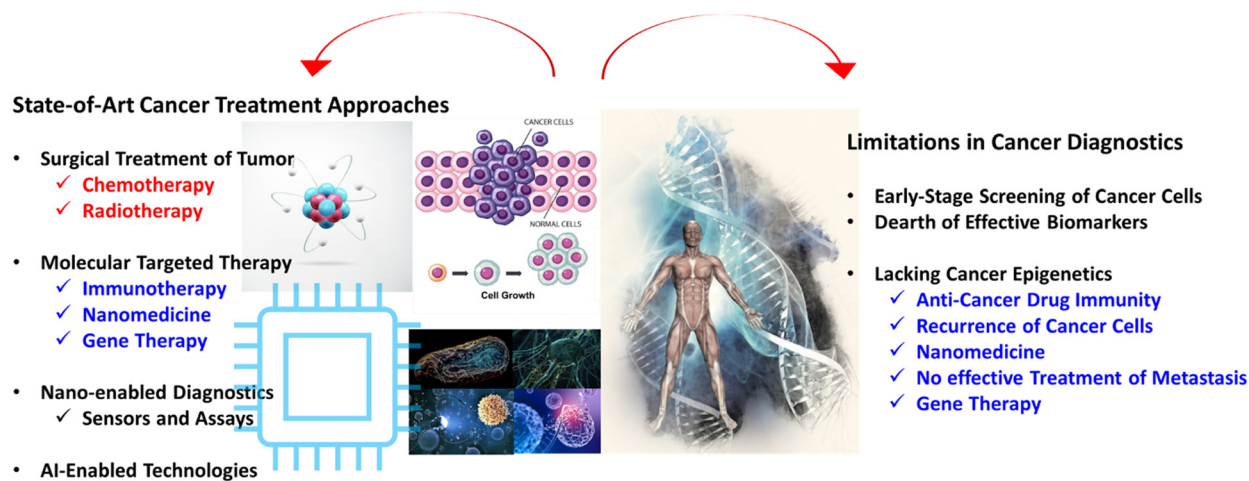 State-of-Art Cancer Treatment Approaches
• Surgical Treatment of Tumor
✓ Chemotherapy
✓ Radiotherapy
• Molecular Targeted Therapy
✓ Immunotherapy
✓ Nanomedicine
✓ Gene Therapy
• Nano-enabled Diagnostics
✓ Sensors and Assays
• AI-Enabled Technologies
CANCER CELLS
NORMAL CELLS
Cell Growth
Limitations in Cancer Diagnostics
• Early-Stage Screening of Cancer Cells
• Dearth of Effective Biomarkers
• Lacking Cancer Epigenetics
✓ Anti-Cancer Drug Immunity
✓ Recurrence of Cancer Cells
✓ Nanomedicine
✓ No effective Treatment of Metastasis
✓ Gene Therapy